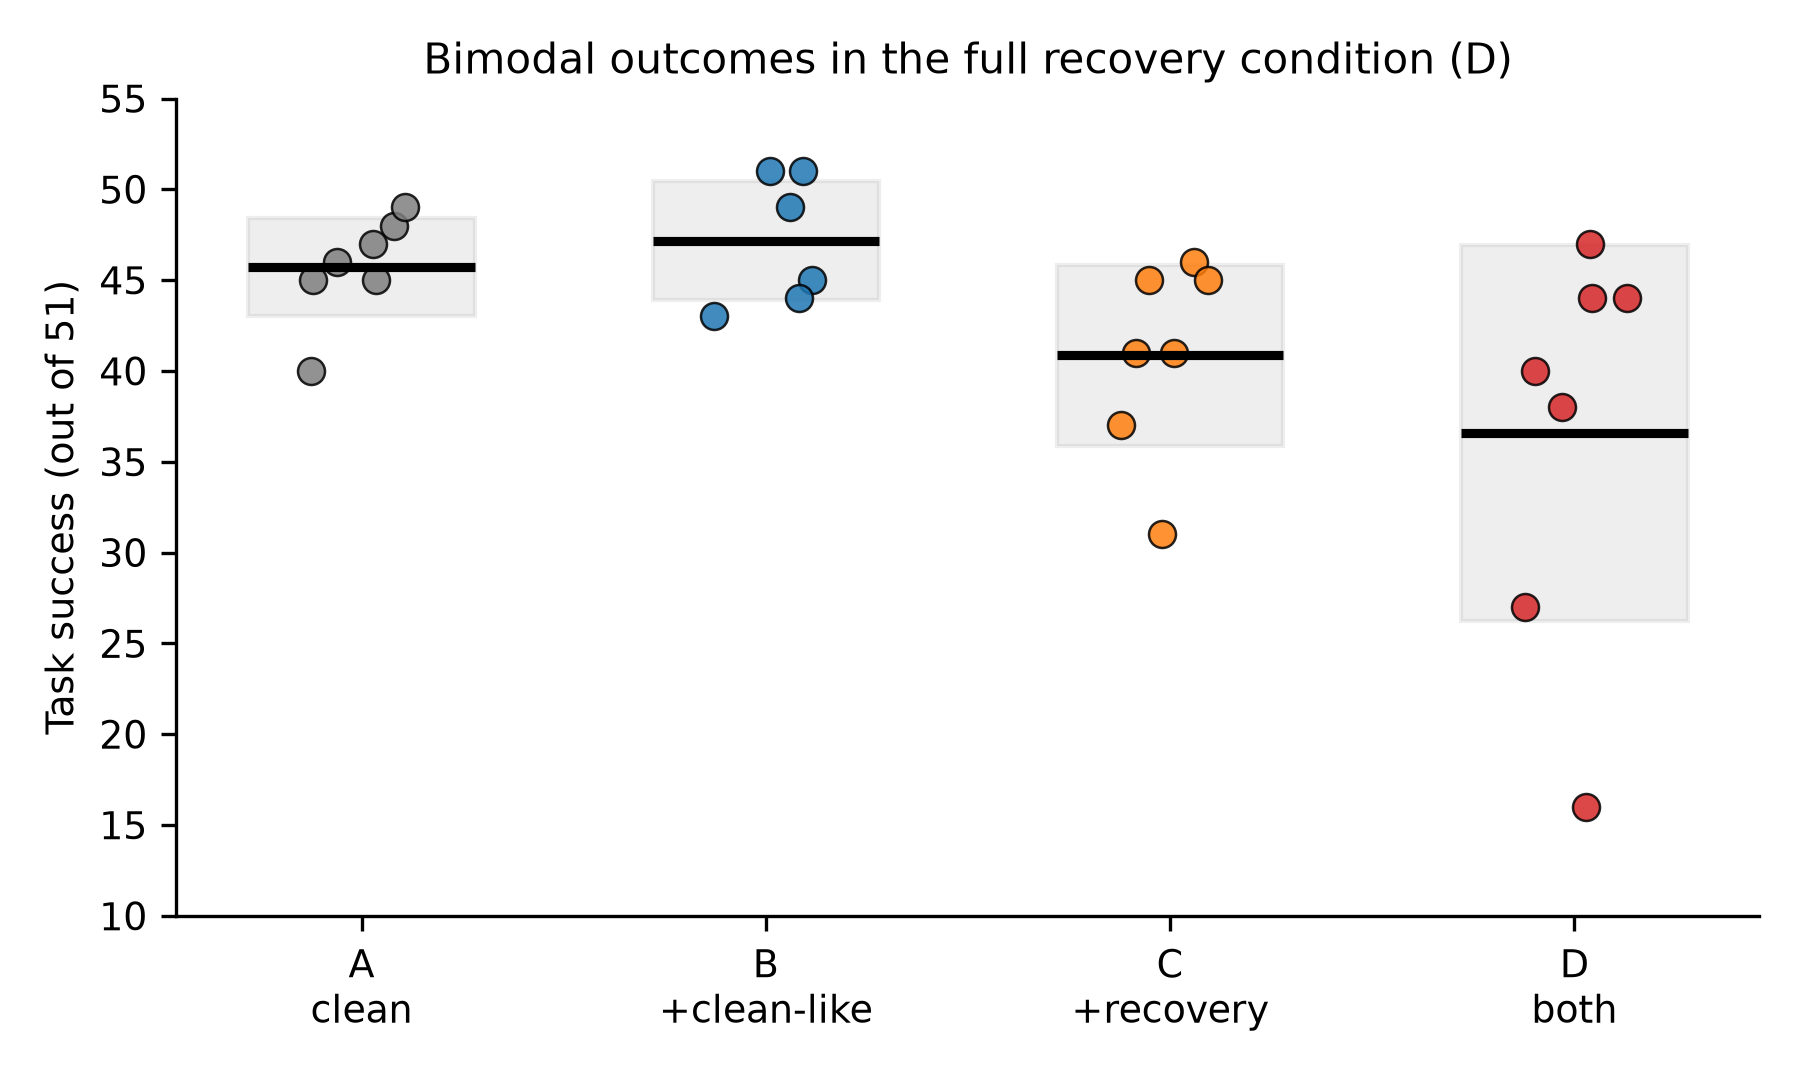 Bimodal outcomes in the full recovery condition (D)
Task success (out of 51)
55
50
45
40
35
30
25
20
15
10
A
clean
B
+clean-like
C
+recovery
D
both